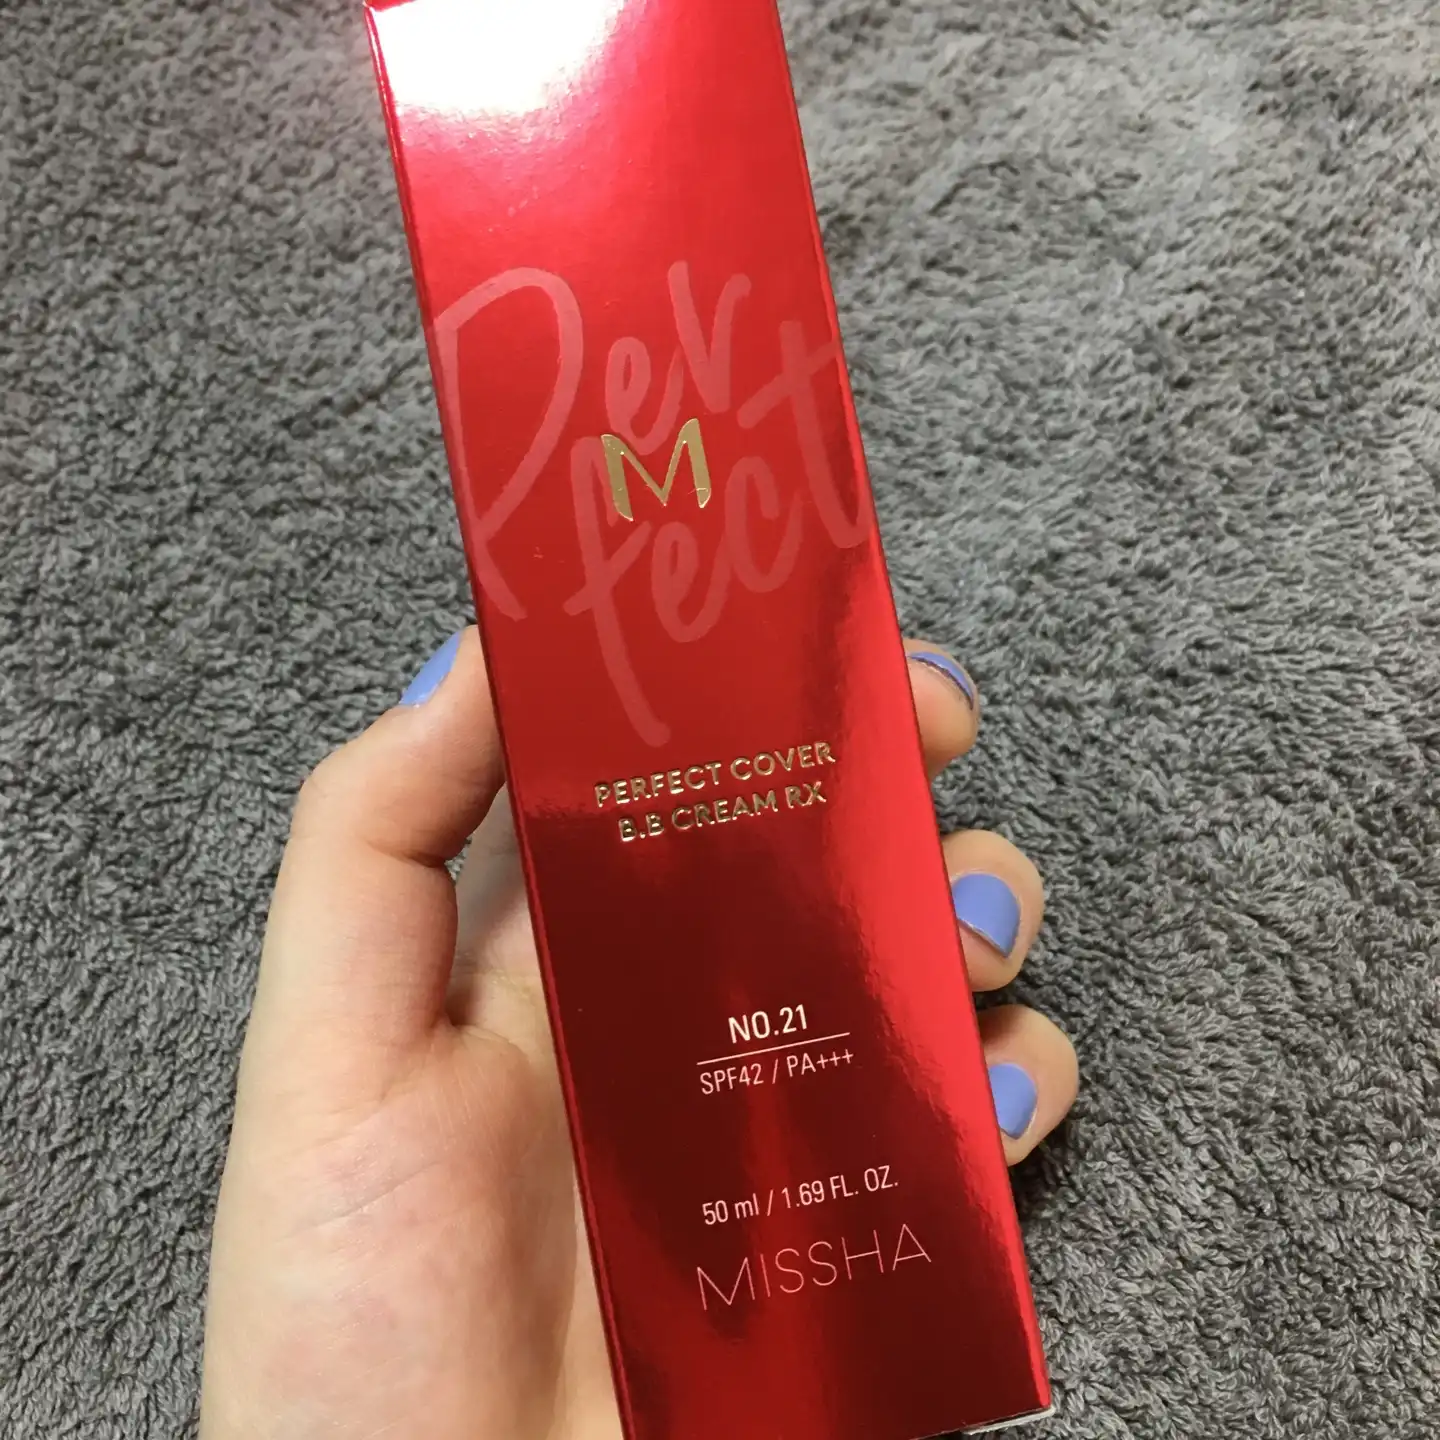 Per
fect
M
PERFECT COVER
B.B CREAM RX
NO.21
SPF42 / PA+++
50 ml / 1.69 FL. OZ.
MISSHA